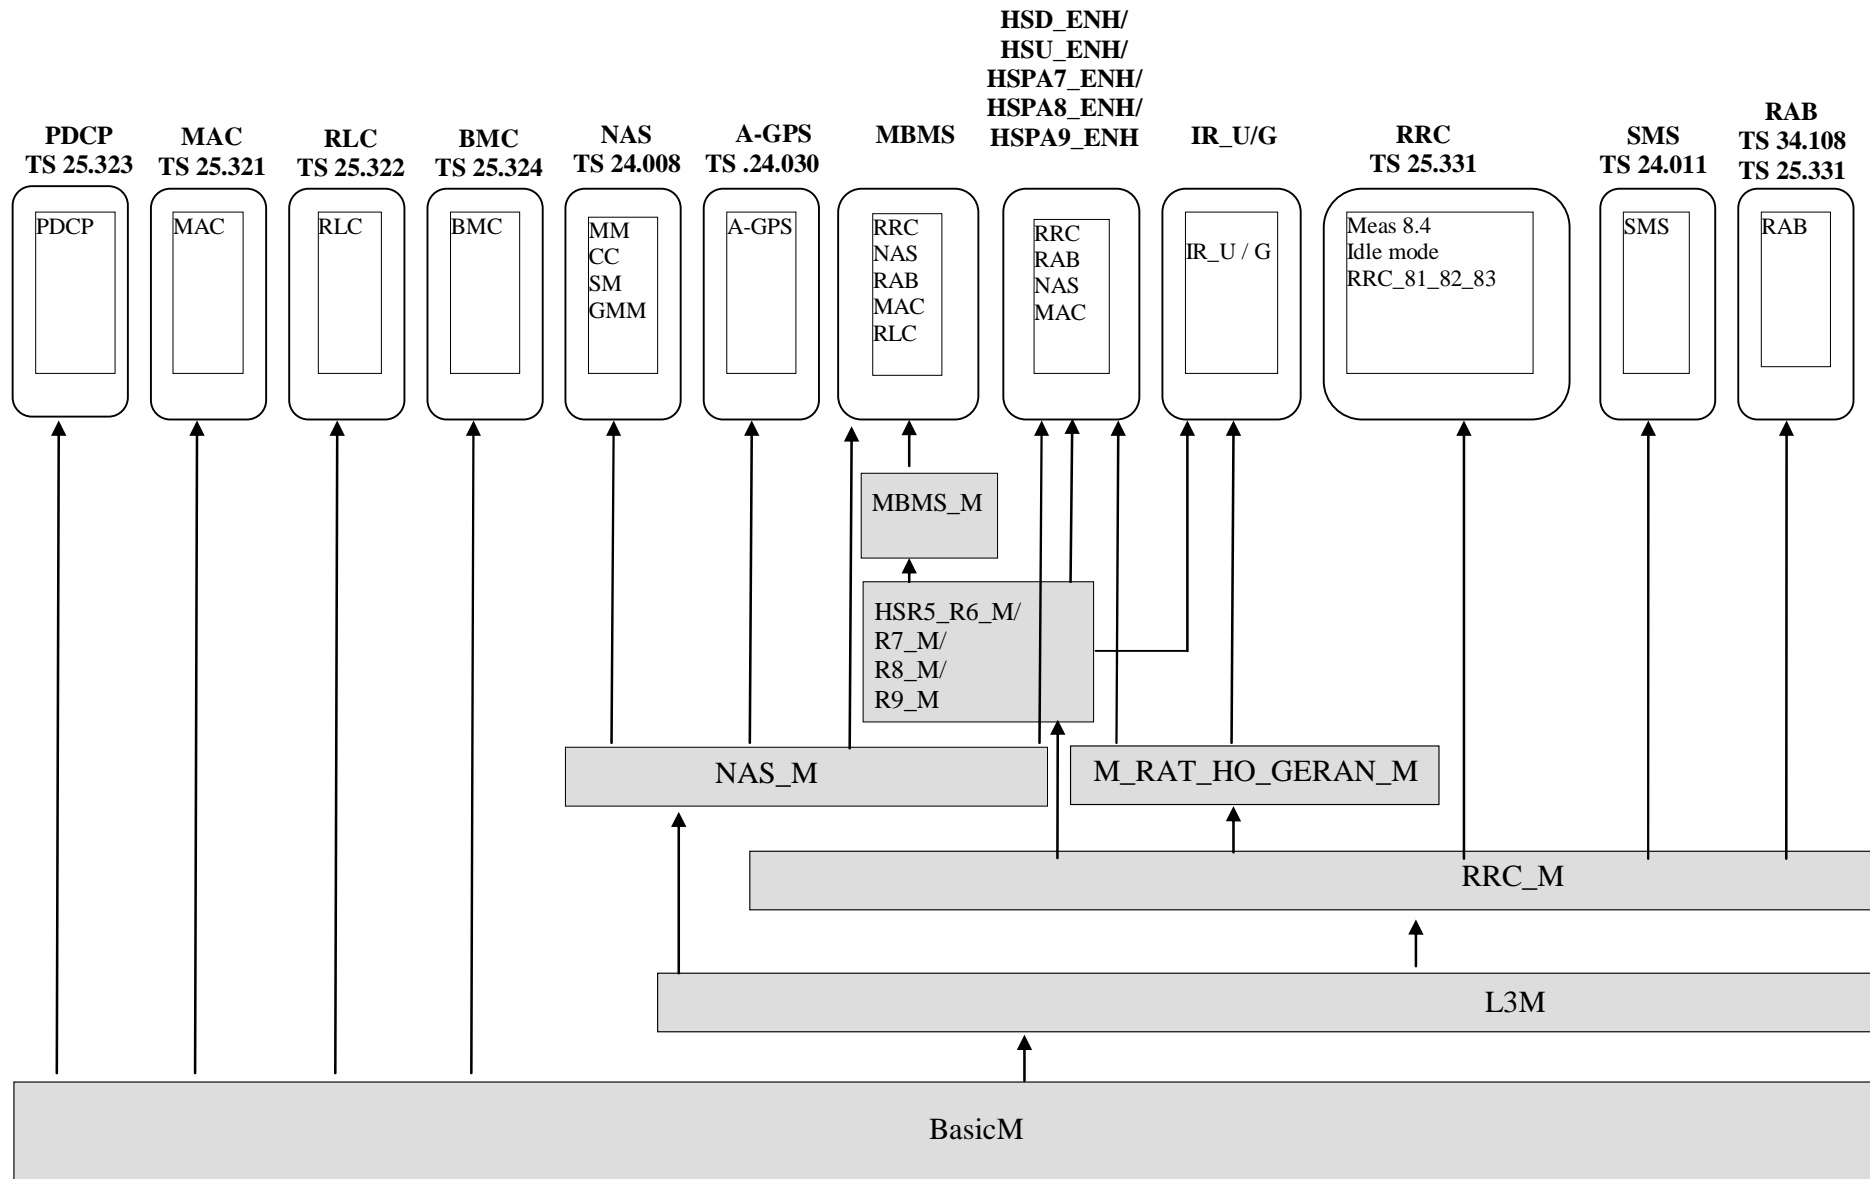 PDCP
TS 25.323
MAC
TS 25.321
RLC
TS 25.322
BMC
TS 25.324
NAS
TS 24.008
A-GPS
TS .24.030
MBMS
HSD_ENH/
HSU_ENH/
HSPA7_ENH/
HSPA8_ENH/
HSPA9_ENH
IR_U/G
RRC
TS 25.331
SMS
TS 24.011
RAB
TS 34.108
TS 25.331
PDCP
MAC
RLC
BMC
MM
CC
SM
GMM
A-GPS
RRC
NAS
RAB
MAC
RLC
RRC
RAB
NAS
MAC
IR_U / G
Meas 8.4
Idle mode
RRC_81_82_83
SMS
RAB
MBMS_M
HSR5_R6_M/
R7_M/
R8_M/
R9_M
NAS_M
M_RAT_HO_GERAN_M
RRC_M
L3M
BasicM